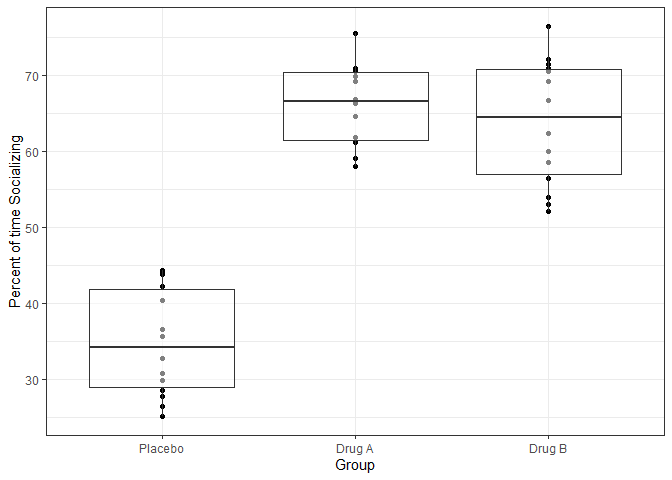 70
60
50
40
30
Percent of time Socializing
Placebo
Drug A
Drug B
Group